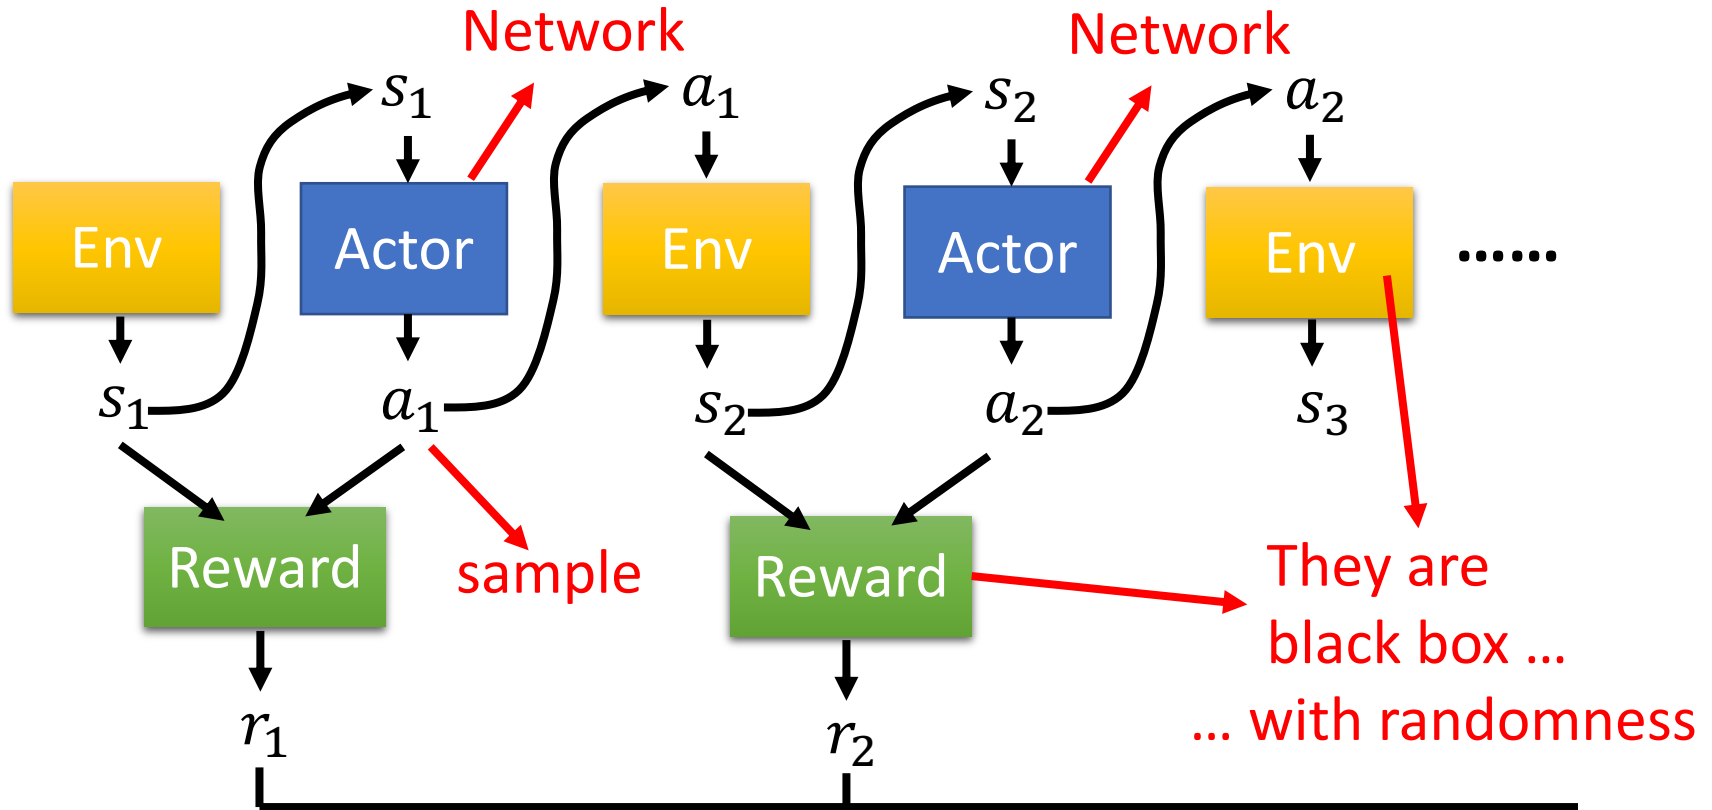 Network
Network
s₁
a₁
s₂
a₂
Env
Actor
Env
Actor
Env
......
s₁
a₁
s₂
a₂
s₃
Reward
sample
Reward
They are
black box ...
... with randomness
r₁
r₂